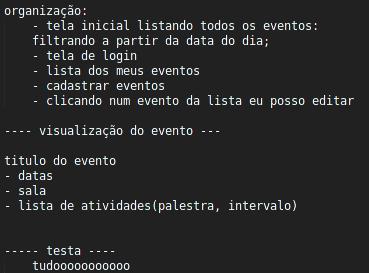 organização:
- tela inicial listando todos os eventos:
filtrando a partir da data do dia;
- tela de login
- lista dos meus eventos
- cadastrar eventos
- clicando num evento da lista eu posso editar
---- visualização do evento ---
titulo do evento
- datas
- sala
- lista de atividades(palestra, intervalo)
----- testa ----
tudooooooooooo